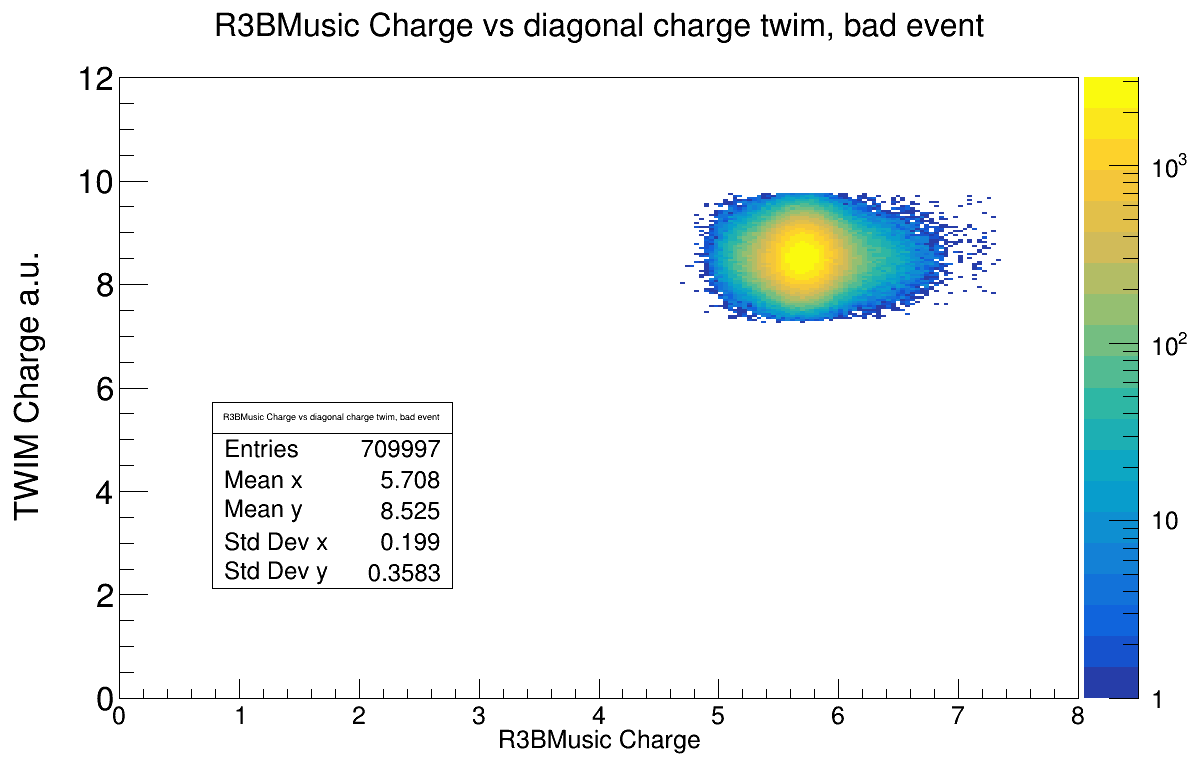 R3BMusic Charge vs diagonal charge twim, bad event
12
10
8
6
4
2
0
TWIM Charge a.u.
R3BMusic Charge vs diagonal charge twim, bad event
Entries 709997
Mean x 5.708
Mean y 8.525
Std Dev x 0.199
Std Dev y 0.3583
0 1 2 3 4 5 6 7 8
R3BMusic Charge
10³
10²
10
1